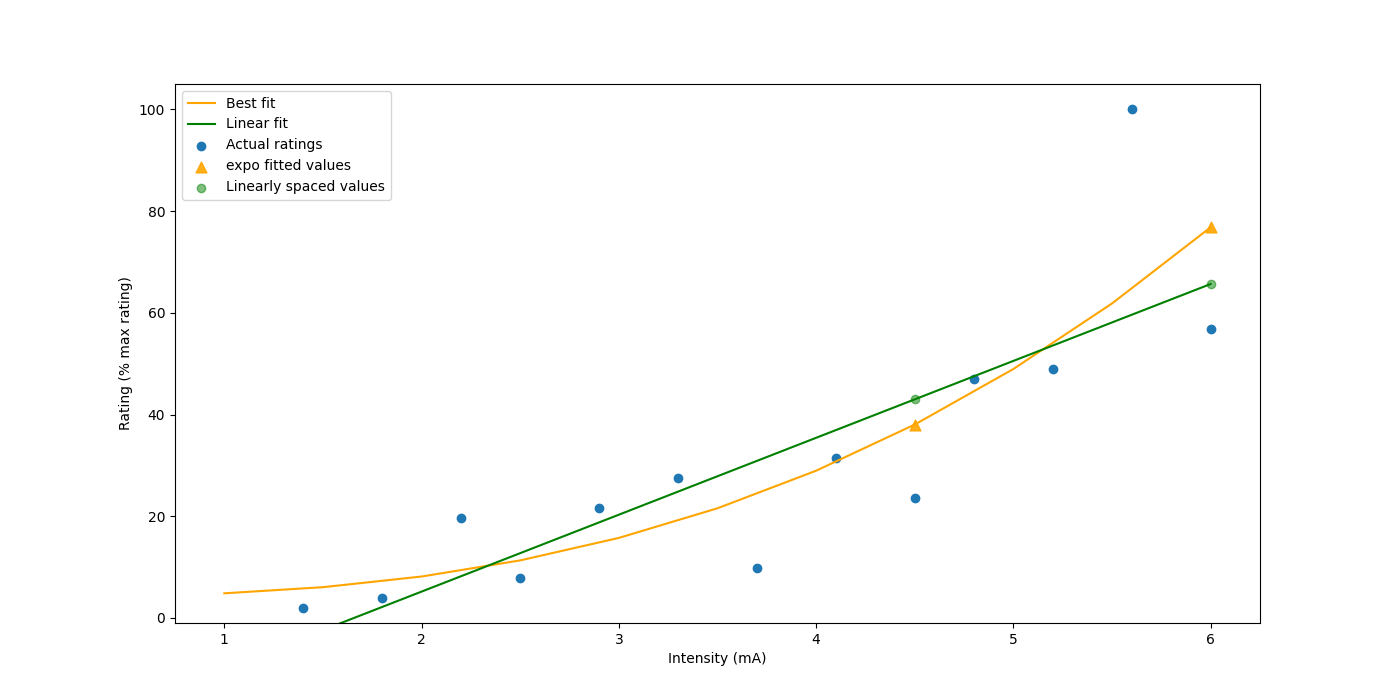 Best fit
Linear fit
Actual ratings
expo fitted values
Linearly spaced values
100
80
60
40
20
0
Rating (% max rating)
1 2 3 4 5 6
Intensity (mA)